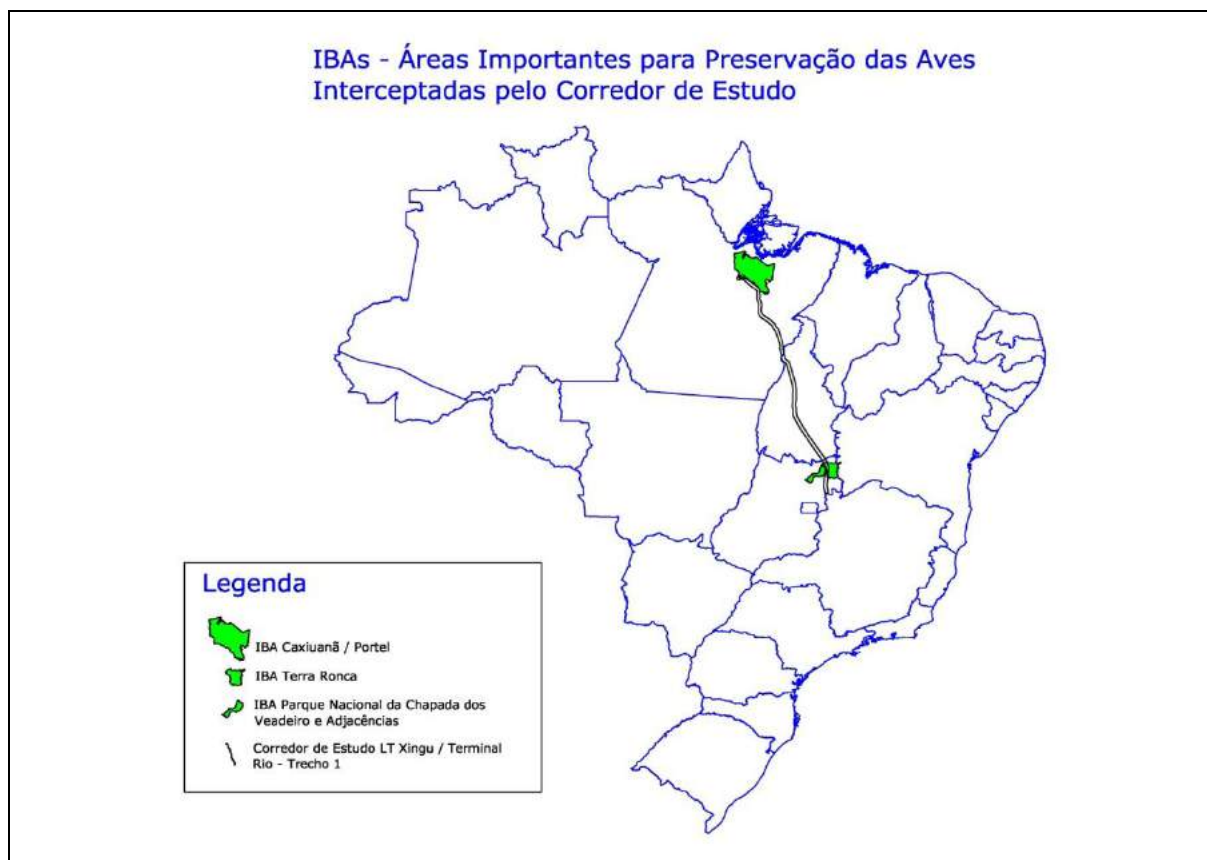 IBAs - Áreas Importantes para Preservação das Aves
Interceptadas pelo Corredor de Estudo
Legenda
IBA Caxiuanã / Portel
IBA Terra Ronca
IBA Parque Nacional da Chapada dos
Veadeiro e Adjacências
Corredor de Estudo LT Xingu / Terminal
Rio - Trecho 1